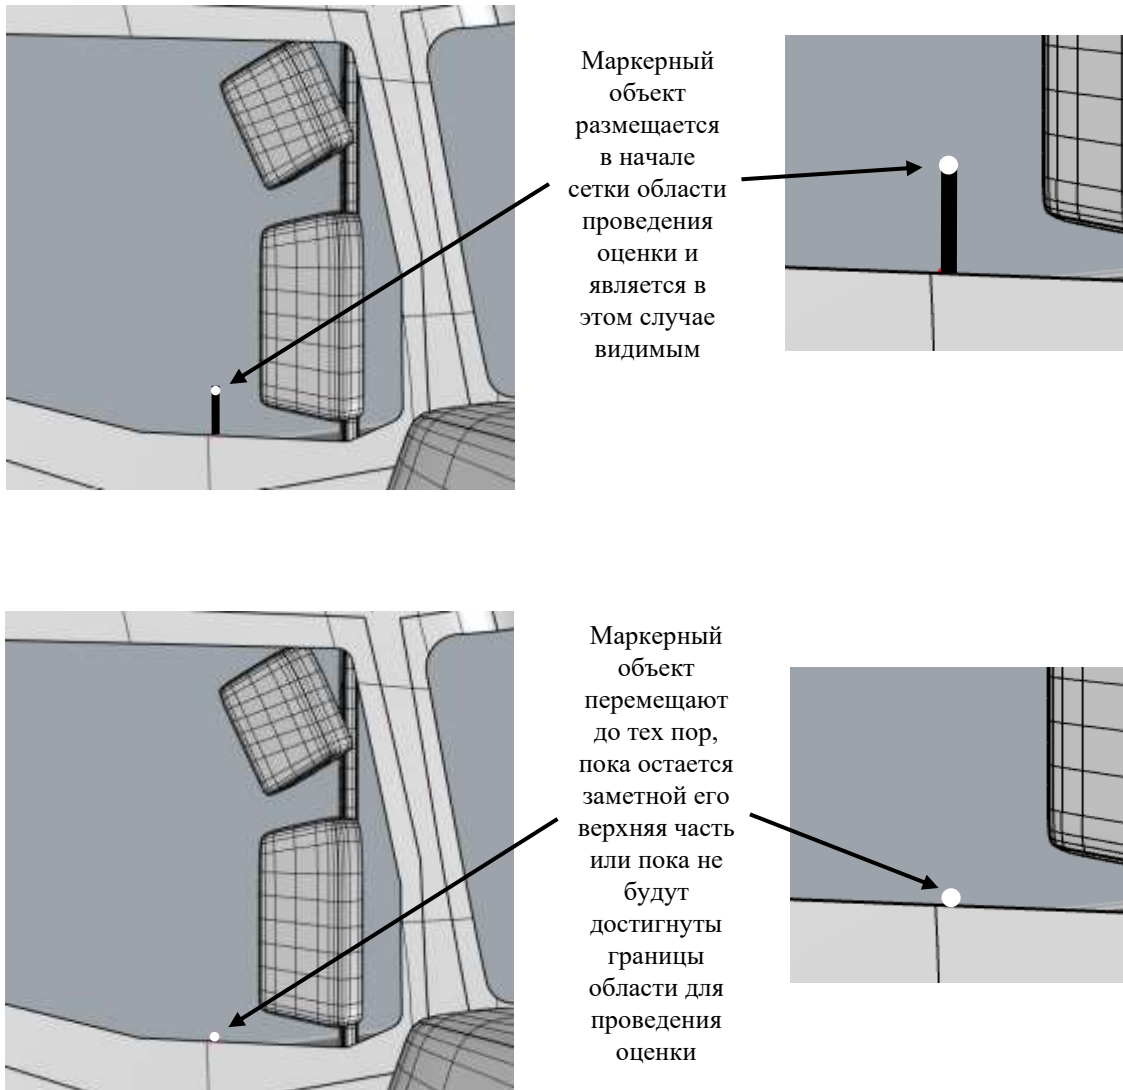 Маркерный
объект
размещается
в начале
сетки области
проведения
оценки и
является в
этом случае
видимым
Маркерный
объект
перемещают
до тех пор,
пока остается
заметной его
верхняя часть
или пока не
будут
достигнуты
границы
области для
проведения
оценки